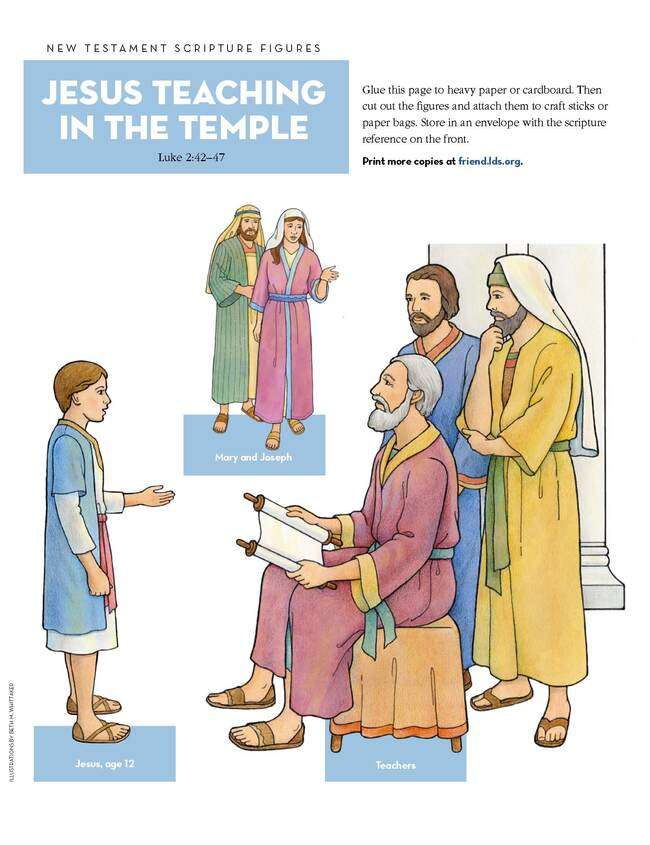 NEW TESTAMENT SCRIPTURE FIGURES
JESUS TEACHING
IN THE TEMPLE
Luke 2:42–47
Glue this page to heavy paper or cardboard. Then
cut out the figures and attach them to craft sticks or
paper bags. Store in an envelope with the scripture
reference on the front.
Print more copies at friend.lds.org.
Mary and Joseph
Jesus, age 12
Teachers
ILLUSTRATIONS BY BETH M. WHITTAKER